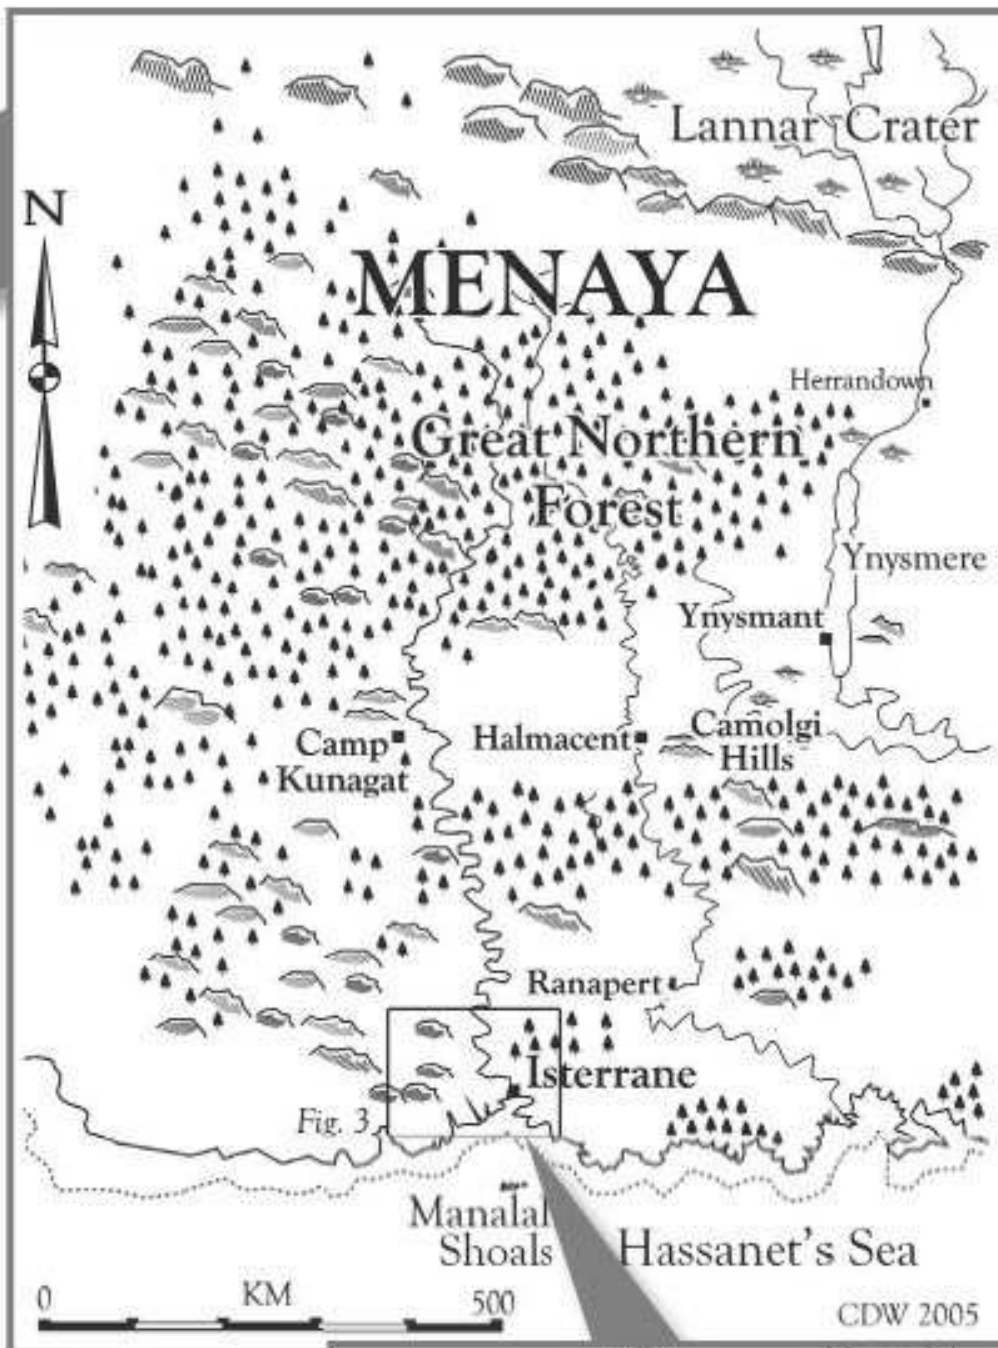 Lannar Crater
N
MENAYA
Herrandown
Great Northern
Forest
Ynysmere
Ynysmant
Camp
Kunagat
Halmacent
Camolgi
Hills
Ranapert
Isterrane
Fig. 3
Manalal
Shoals
Hassanet's Sea
0 KM 500
CDW 2005